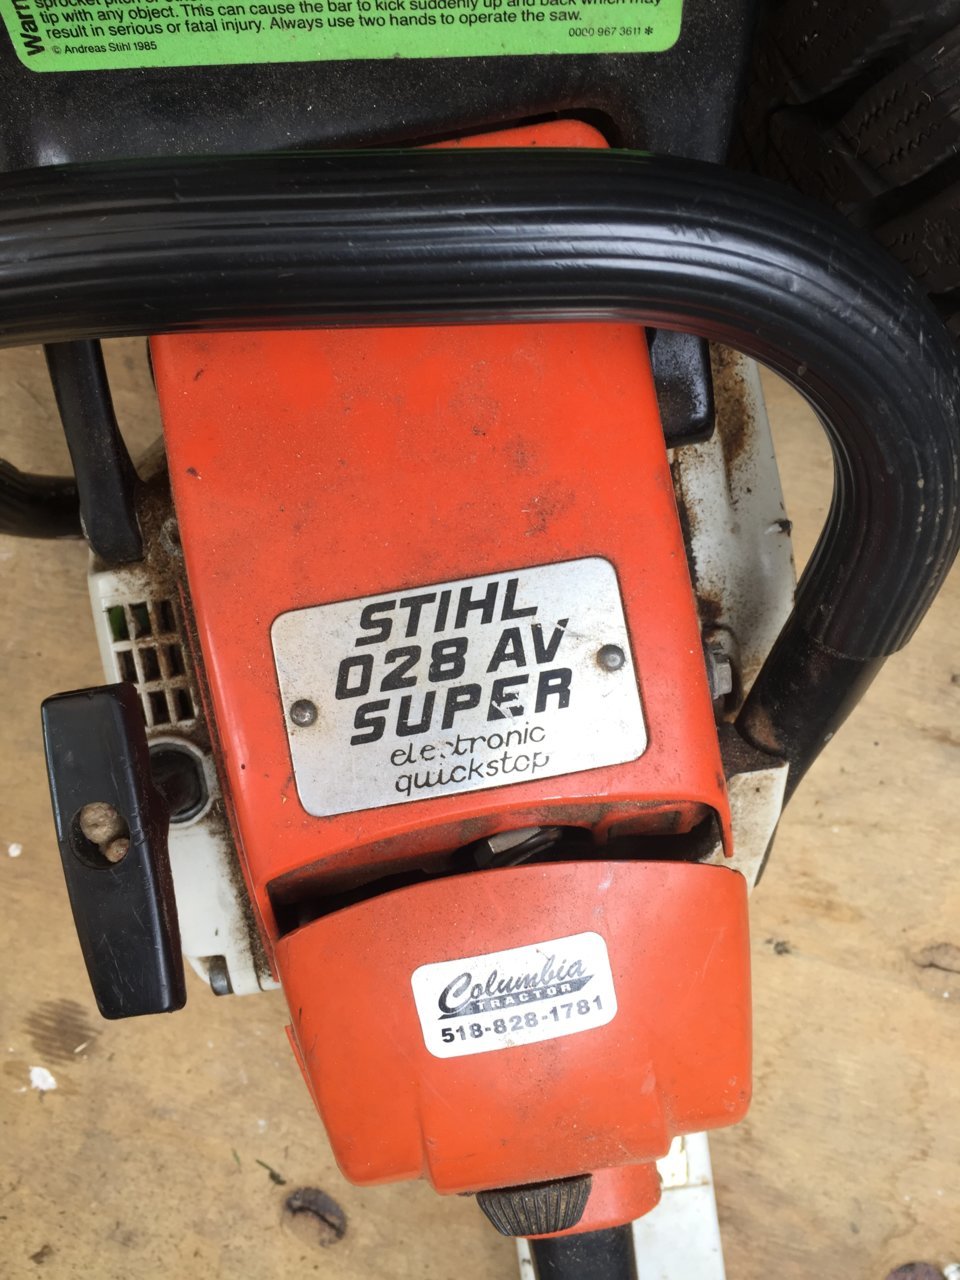 Warn
tip with any object. This can cause the bar to kick suddenly up and back which may
result in serious or fatal injury. Always use two hands to operate the saw.
© Andreas Stihl 1985
0000 967 3611 *
STIHL
028 AV
SUPER
electronic
quickstop
Columbia
TRACTOR
518-828-1781